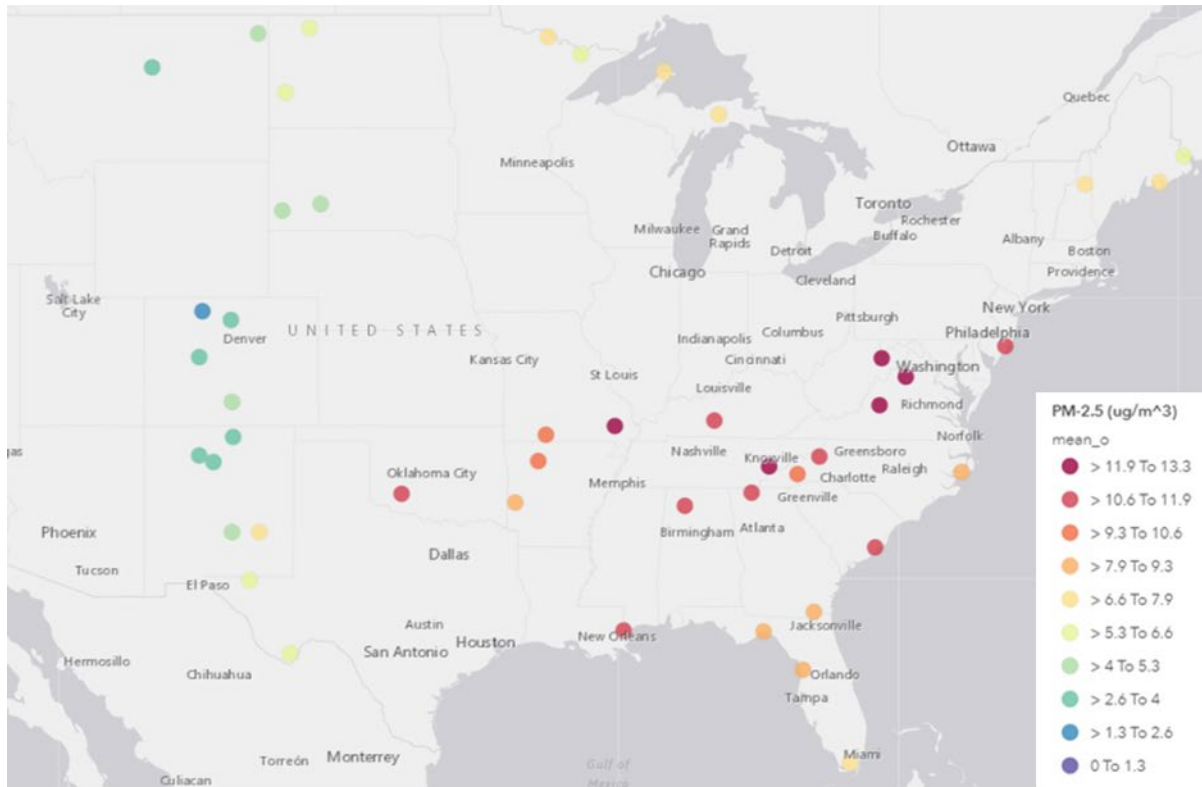 Quebec
Ottawa
Minneapolis
Toronto
Rochester
Milwaukee
Grand
Rapids
Buffalo
Albany
Detroit
Boston
Chicago
Providence
Cleveland
Salt Lake
City
New York
Pittsburgh
UNITED STATES
Columbus
Philadelphia
Denver
Indianapolis
Kansas City
Cincinnati
Washington
St Louis
Louisville
Richmond
Norfolk
gas
Nashville
Knoxville
Greensboro
Oklahoma City
Charlotte
Raleigh
Memphis
Greenville
Phoenix
Birmingham
Atlanta
Dallas
Tucson
El Paso
Austin
Jacksonville
New Orleans
Houston
San Antonio
Hermosillo
Chihuahua
Orlando
Tampa
Miami
Torreón
Monterrey
Gulf of
Mexico
Culiacan
PM-2.5 (ug/m^3)
mean_o
> 11.9 To 13.3
> 10.6 To 11.9
> 9.3 To 10.6
> 7.9 To 9.3
> 6.6 To 7.9
> 5.3 To 6.6
> 4 To 5.3
> 2.6 To 4
> 1.3 To 2.6
0 To 1.3